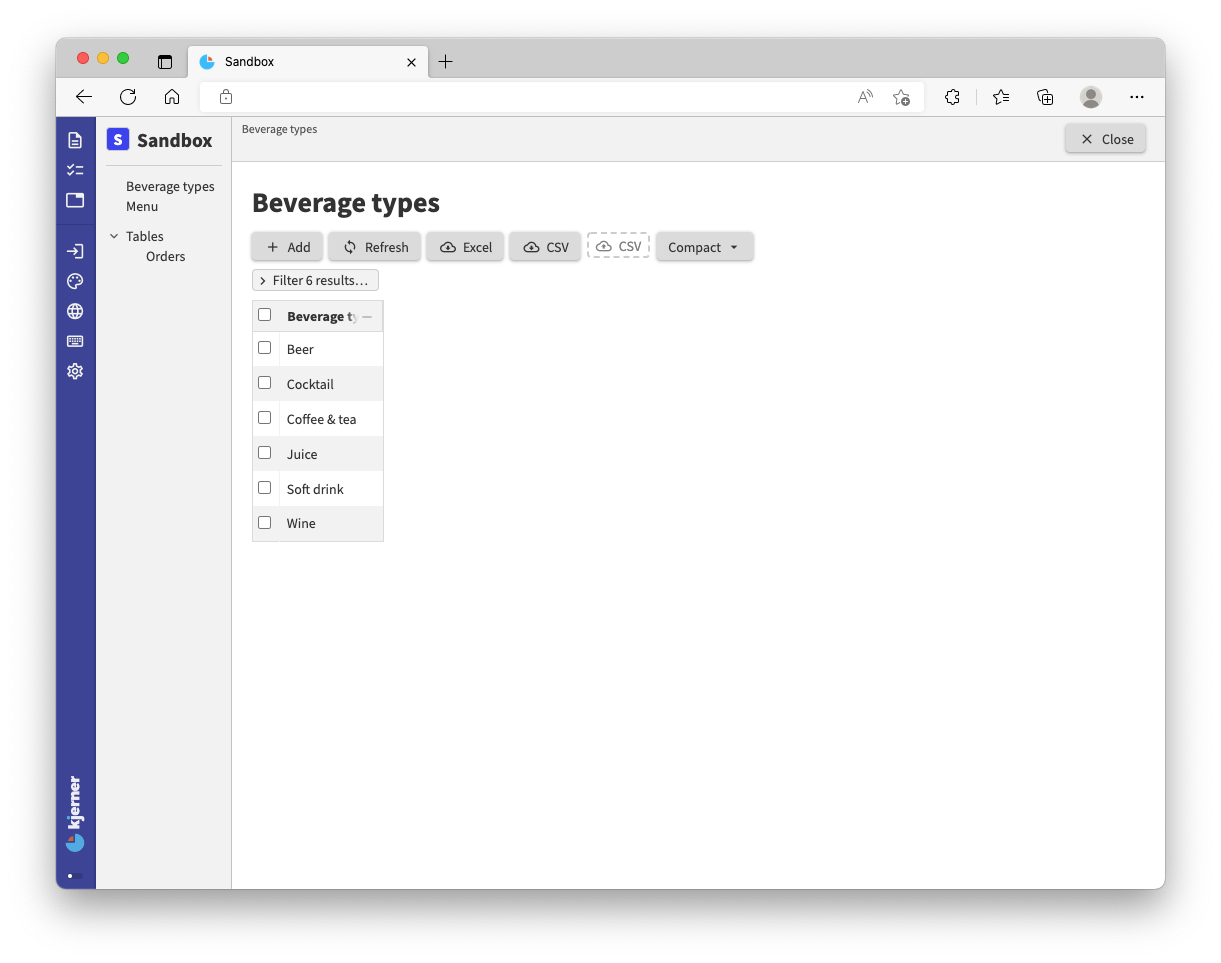 Sandbox
S Sandbox
Beverage types
Menu
Tables
Orders
kjerner
Beverage types
Close
Beverage types
Add Refresh Excel CSV CSV Compact
Filter 6 results…
Beverage ty
Beer
Cocktail
Coffee & tea
Juice
Soft drink
Wine